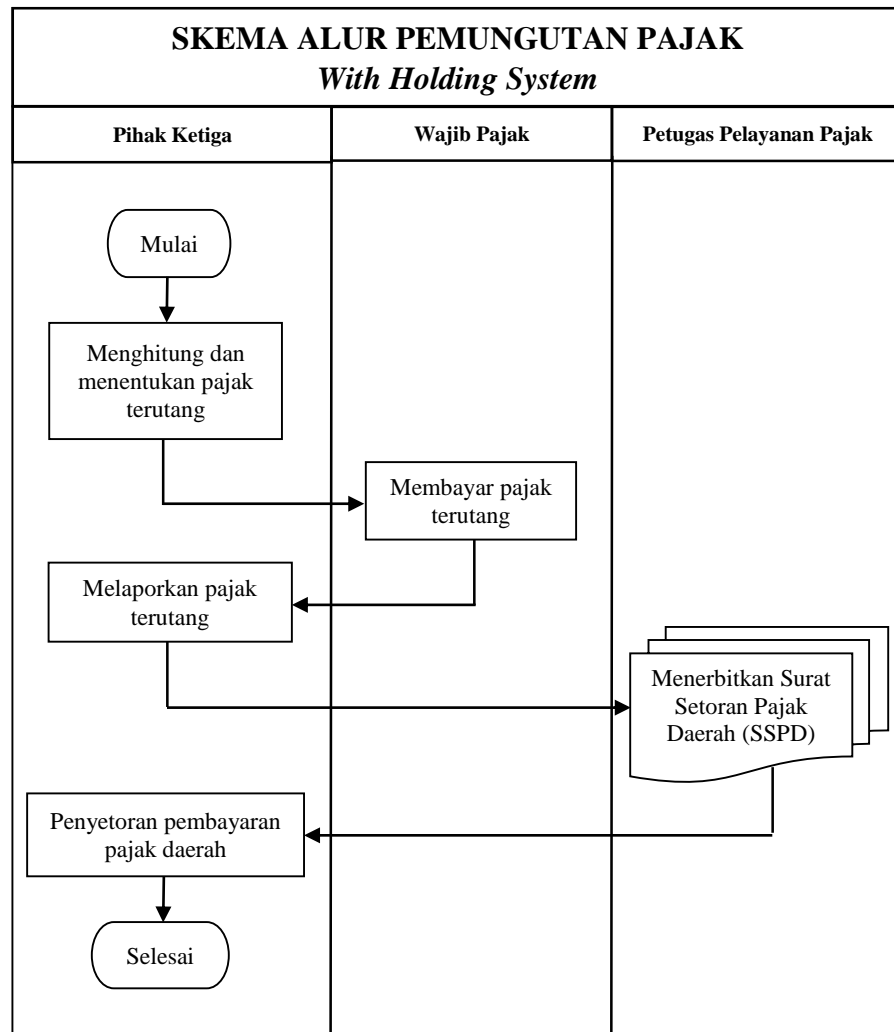 SKEMA ALUR PEMUNGUTAN PAJAK
With Holding System
Pihak Ketiga
Wajib Pajak
Petugas Pelayanan Pajak
Mulai
Menghitung dan
menentukan pajak
terutang
Membayar pajak
terutang
Melaporkan pajak
terutang
Menerbitkan Surat
Setoran Pajak
Daerah (SSPD)
Penyetoran pembayaran
pajak daerah
Selesai